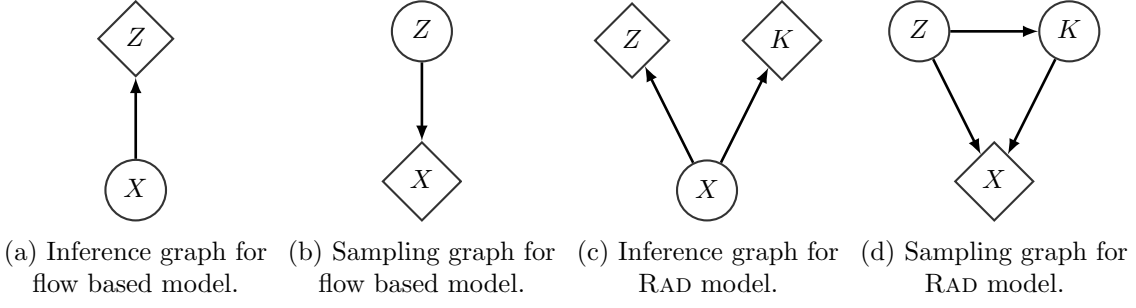 Z
X
(a) Inference graph for
flow based model.
Z
X
(b) Sampling graph for
flow based model.
Z K
X
(c) Inference graph for
RAD model.
Z K
X
(d) Sampling graph for
RAD model.